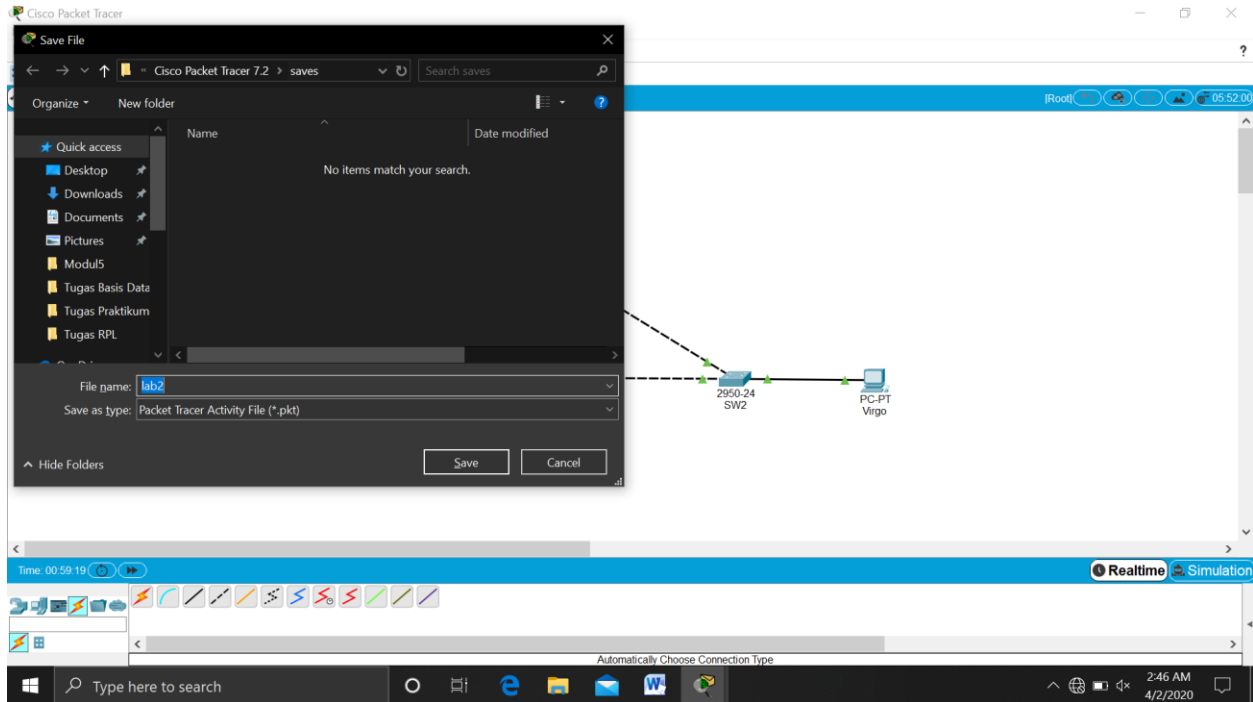 Cisco Packet Tracer
Save File
« Cisco Packet Tracer 7.2 > saves
Search saves
?
Organize
New folder
?
[Root]
05:52:00
Name
Date modified
Quick access
No items match your search.
Desktop
Downloads
Documents
Pictures
Modul5
Tugas Basis Data
Tugas Praktikum
Tugas RPL
File name: lab2
Save as type: Packet Tracer Activity File (*.pkt)
2950-24
SW2
PC-PT
Virgo
Hide Folders
Save
Cancel
Time: 00:59:19
Realtime
Simulation
Automatically Choose Connection Type
Type here to search
2:46 AM
4/2/2020